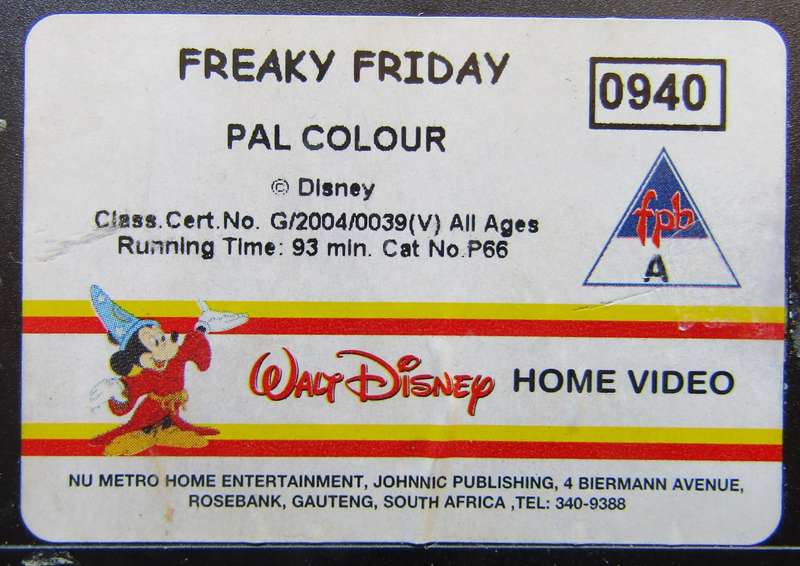 FREAKY FRIDAY
0940
PAL COLOUR
© Disney
Class.Cert.No. G/2004/0039(V) All Ages
Running Time: 93 min. Cat No.P66
fpb
A
WALT DISNEY HOME VIDEO
NU METRO HOME ENTERTAINMENT, JOHNNIC PUBLISHING, 4 BIERMANN AVENUE,
ROSEBANK, GAUTENG, SOUTH AFRICA ,TEL: 340-9388